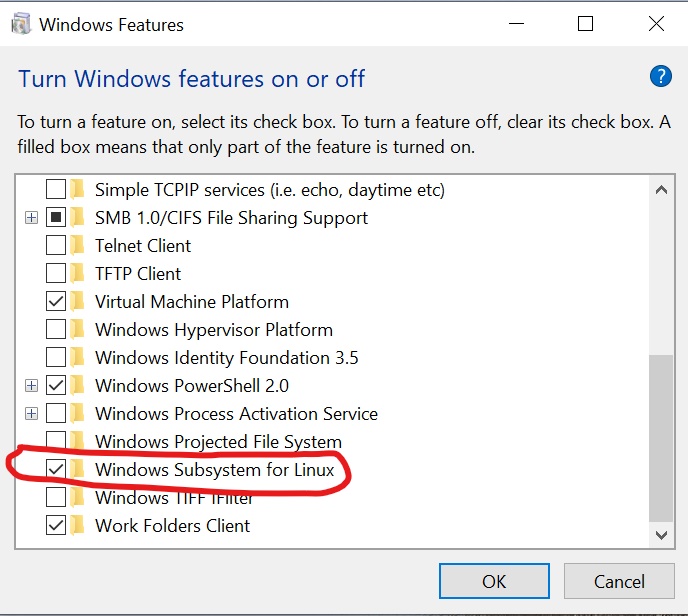 Windows Features
Turn Windows features on or off
?
To turn a feature on, select its check box. To turn a feature off, clear its check box. A
filled box means that only part of the feature is turned on.
Simple TCPIP services (i.e. echo, daytime etc)
SMB 1.0/CIFS File Sharing Support
Telnet Client
TFTP Client
Virtual Machine Platform
Windows Hypervisor Platform
Windows Identity Foundation 3.5
Windows PowerShell 2.0
Windows Process Activation Service
Windows Projected File System
Windows Subsystem for Linux
Windows TIFF IFilter
Work Folders Client
OK Cancel